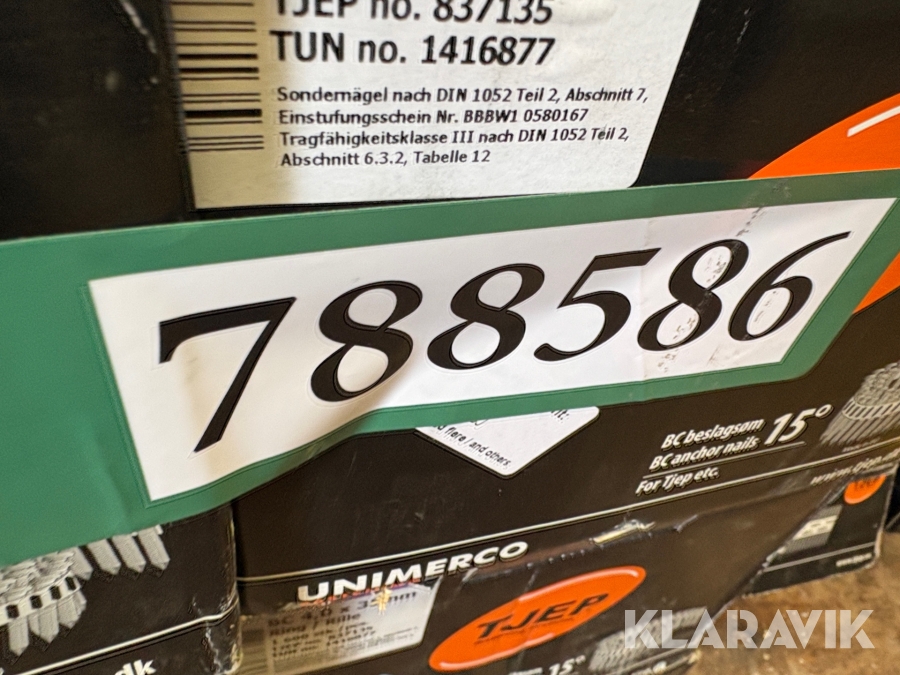 TJEP no. 837135
TUN no. 1416877
Sondernägel nach DIN 1052 Teil 2, Abschnitt 7,
Einstufungsschein Nr. BBBW1 0580167
Tragfähigkeitsklasse III nach DIN 1052 Teil 2,
Abschnitt 6.3.2, Tabelle 12
788586
flere / and others
BC beslagsøm
BC anchor nails 15°
For Tjep etc.
UNIMERCO
TJEP
15°
dk
KLARAVIK